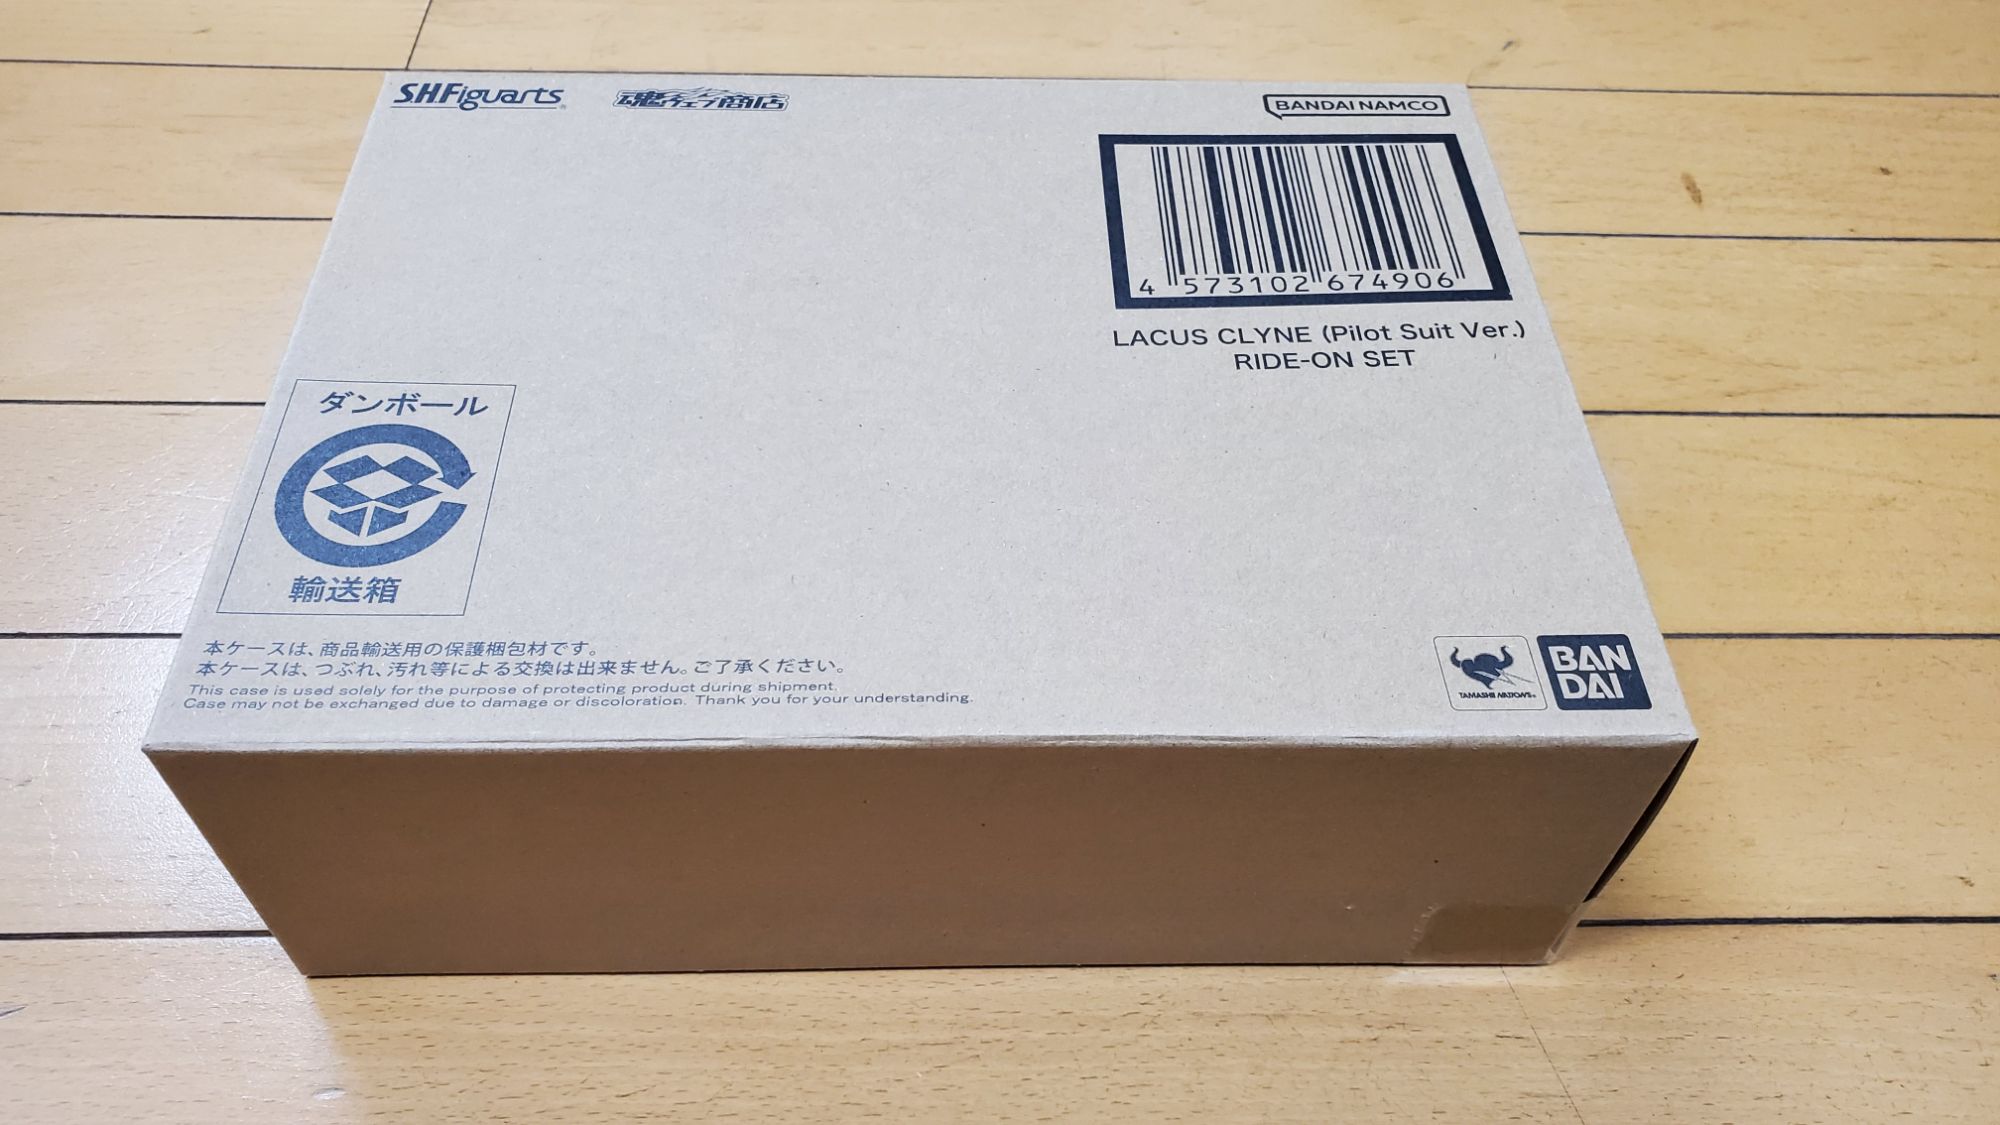 SHFiguarts
魂ウェブ商店
BANDAI NAMCO
4 573102 674906
LACUS CLYNE (Pilot Suit Ver.)
RIDE-ON SET
ダンボール
輸送箱
本ケースは、商品輸送用の保護梱包材です。
本ケースは、つぶれ、汚れ等による交換は出来ません。ご了承ください。
This case is used solely for the purpose of protecting product during shipment.
Case may not be exchanged due to damage or discoloration. Thank you for your understanding.
TAMASHII NATIONS
BAN
DAI